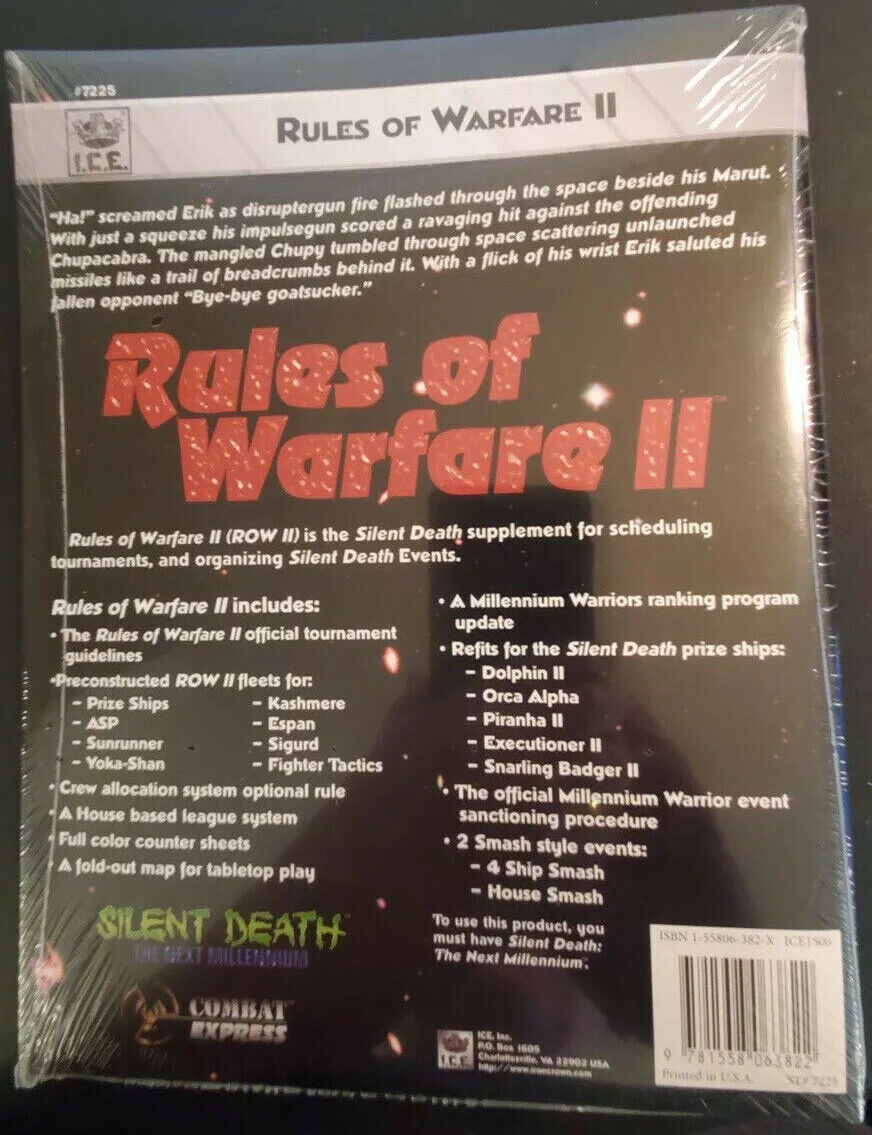 #7225
I.C.E.
RULES OF WARFARE II
"Ha!" screamed Erik as disruptergun fire flashed through the space beside his Marut.
With just a squeeze his impulsegun scored a ravaging hit against the offending
Chupacabra. The mangled Chupy tumbled through space scattering unlaunched
missiles like a trail of breadcrumbs behind it. With a flick of his wrist Erik saluted his
fallen opponent "Bye-bye goatsucker."
Rules of
Warfare II™
Rules of Warfare II (ROW II) is the Silent Death supplement for scheduling
tournaments, and organizing Silent Death Events.
Rules of Warfare II includes:
• The Rules of Warfare II official tournament
guidelines
•Preconstructed ROW II fleets for:
– Prize Ships
– ASP
– Sunrunner
– Yoka-Shan
– Kashmere
– Espan
– Sigurd
– Fighter Tactics
• Crew allocation system optional rule
• A House based league system
• Full color counter sheets
• A fold-out map for tabletop play
• A Millennium Warriors ranking program
update
• Refits for the Silent Death prize ships:
– Dolphin II
– Orca Alpha
– Piranha II
– Executioner II
– Snarling Badger II
• The official Millennium Warrior event
sanctioning procedure
• 2 Smash style events:
– 4 Ship Smash
– House Smash
To use this product, you
must have Silent Death:
The Next Millennium.
SILENT DEATH™
THE NEXT MILLENNIUM
COMBAT™
EXPRESS
I.C.E.
ICE, Inc.
P.O. Box 1605
Charlottesville, VA 22902 USA
http://www.ironcrown.com
ISBN 1-55806-382-X ICE1500
9 781558 063822
Printed in U.S.A. ST# 7225